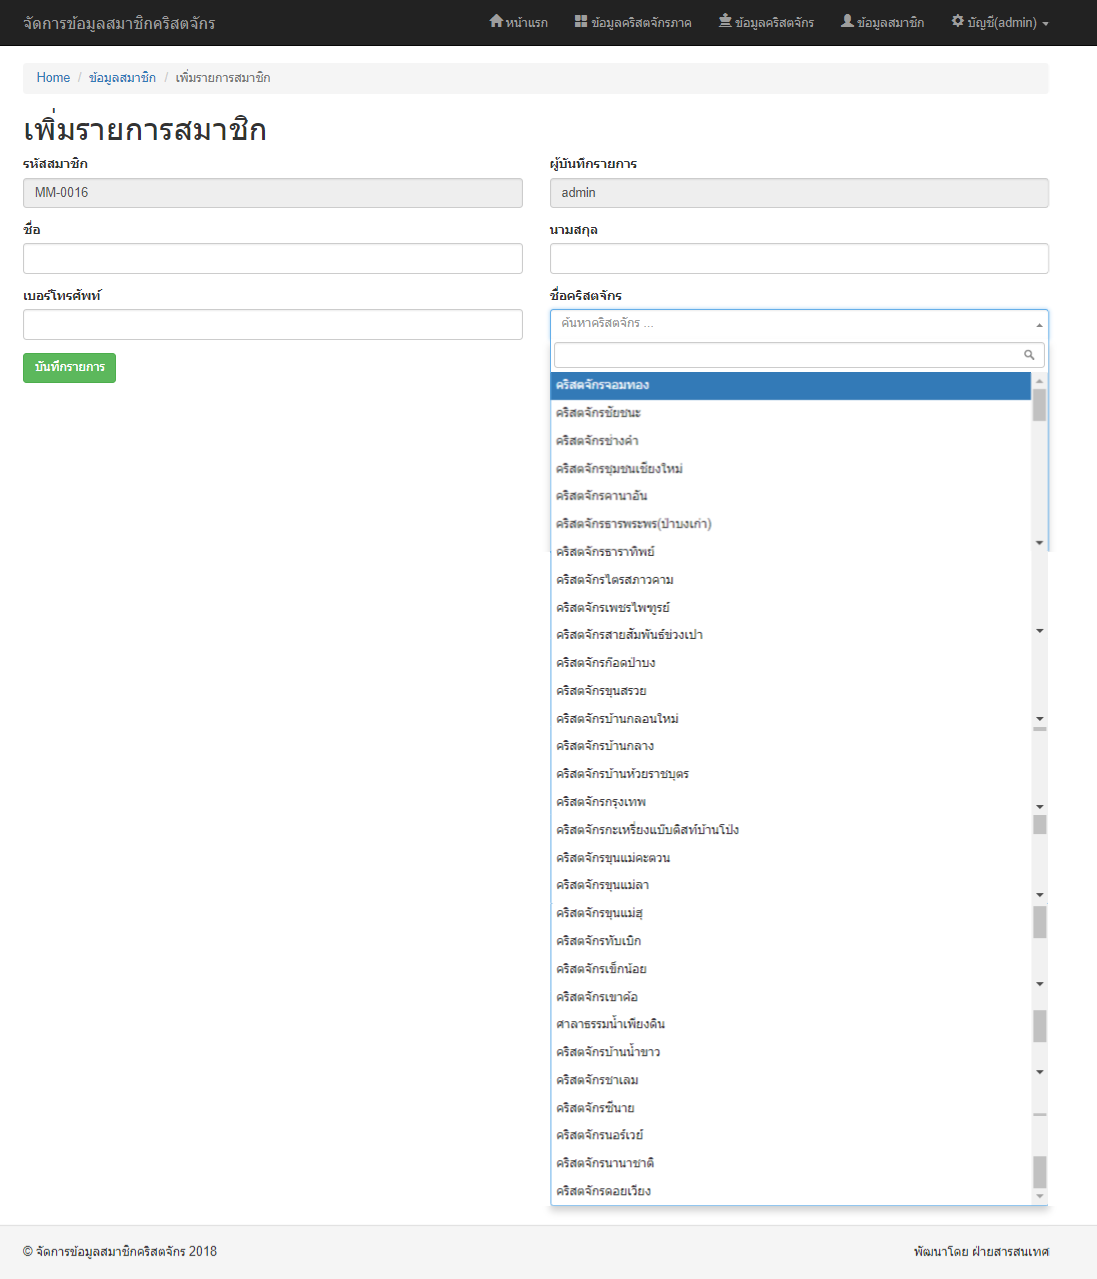 จัดการข้อมูลสมาชิกคริสตจักร หน้าแรก ข้อมูลคริสตจักรภาค ข้อมูลคริสตจักร ข้อมูลสมาชิก บัญชี(admin)
Home / ข้อมูลสมาชิก / เพิ่มรายการสมาชิก
เพิ่มรายการสมาชิก
รหัสสมาชิก
MM-0016
ผู้บันทึกรายการ
admin
ชื่อ
นามสกุล
เบอร์โทรศัพท์
ชื่อคริสตจักร
ค้นหาคริสตจักร ...
บันทึกรายการ
คริสตจักรจอมทอง
คริสตจักรชัยชนะ
คริสตจักรช่างคำ
คริสตจักรชุมชนเชียงใหม่
คริสตจักรคานาอัน
คริสตจักรธารพระพร(ป่าบงเก่า)
คริสตจักรธาราทิพย์
คริสตจักรไตรสภาวคาม
คริสตจักรเพชรไพฑูรย์
คริสตจักรสายสัมพันธ์ข่วงเปา
คริสตจักรก๊อดป่าบง
คริสตจักรขุนสรวย
คริสตจักรบ้านกลอนใหม่
คริสตจักรบ้านกลาง
คริสตจักรบ้านห้วยราชบุตร
คริสตจักรกรุงเทพ
คริสตจักรกะเหรี่ยงแบ๊บติสท์บ้านโป่ง
คริสตจักรขุนแม่คะตวน
คริสตจักรขุนแม่ลา
คริสตจักรขุนแม่ฮุ
คริสตจักรทับเบิก
คริสตจักรเข็กน้อย
คริสตจักรเขาค้อ
ศาลาธรรมน้ำเพียงดิน
คริสตจักรบ้านน้ำขาว
คริสตจักรซาเลม
คริสตจักรซีนาย
คริสตจักรนอร์เวย์
คริสตจักรนานาชาติ
คริสตจักรดอยเวียง
© จัดการข้อมูลสมาชิกคริสตจักร 2018
พัฒนาโดย ฝ่ายสารสนเทศ